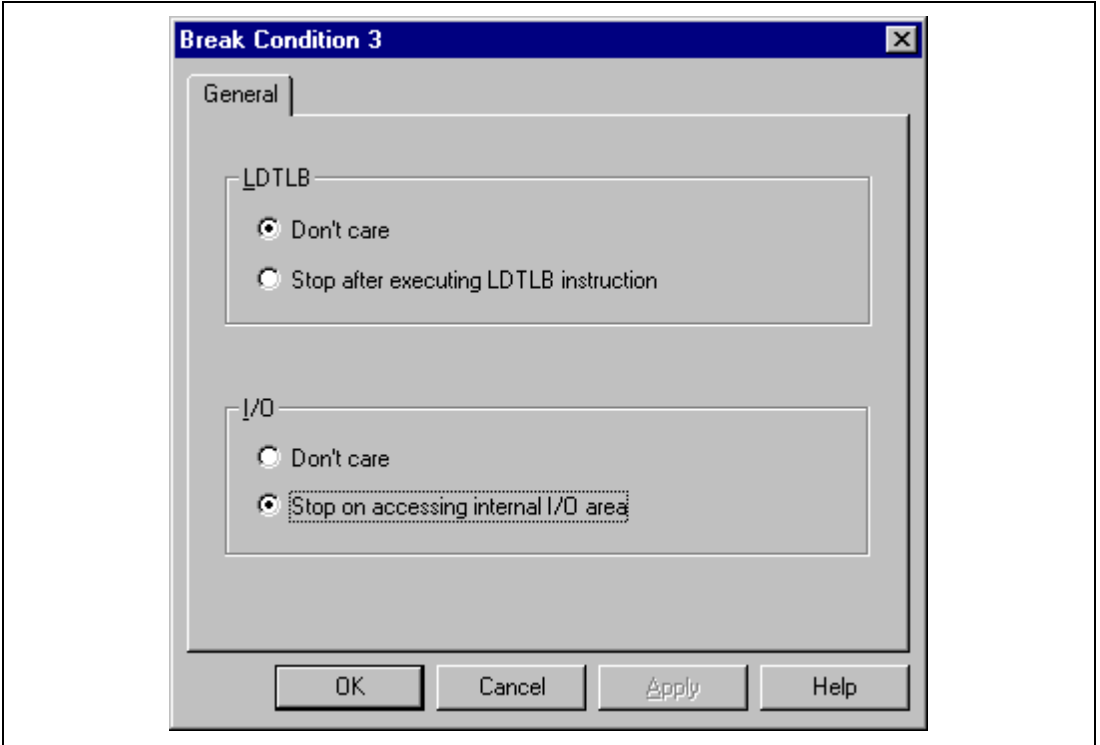 Break Condition 3
General
LDTLB
Don't care
Stop after executing LDTLB instruction
I/O
Don't care
Stop on accessing internal I/O area
OK Cancel Apply Help